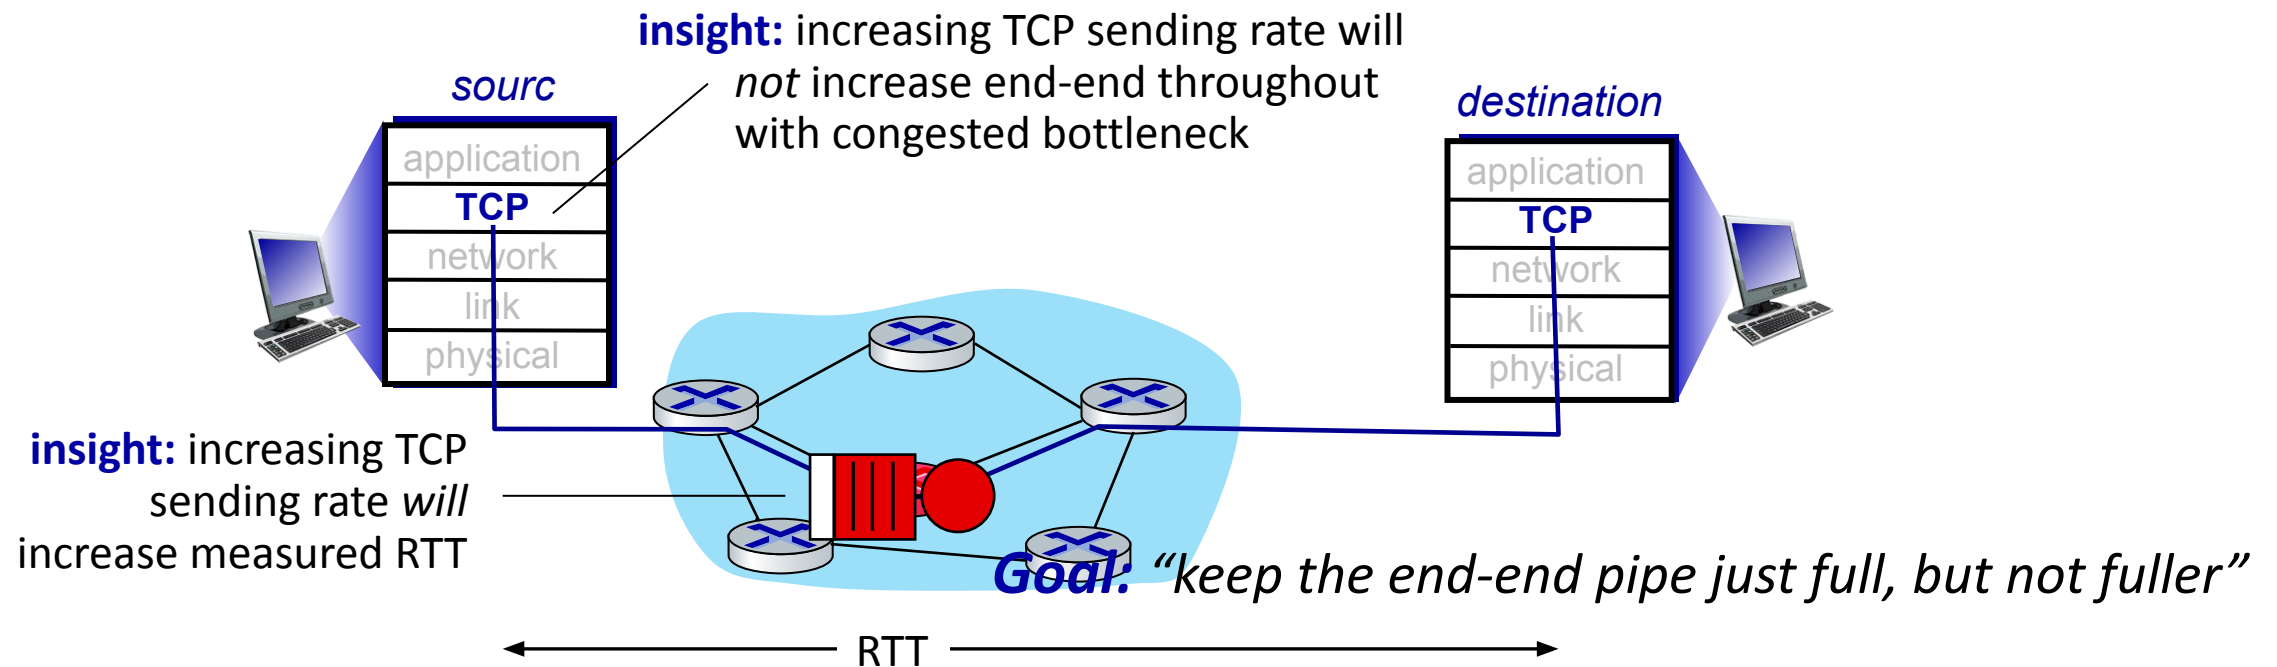 insight: increasing TCP sending rate will
not increase end-end throughout
with congested bottleneck
sourc
application
TCP
network
link
physical
destination
application
TCP
network
link
physical
insight: increasing TCP
sending rate will
increase measured RTT
Goal: “keep the end-end pipe just full, but not fuller”
RTT